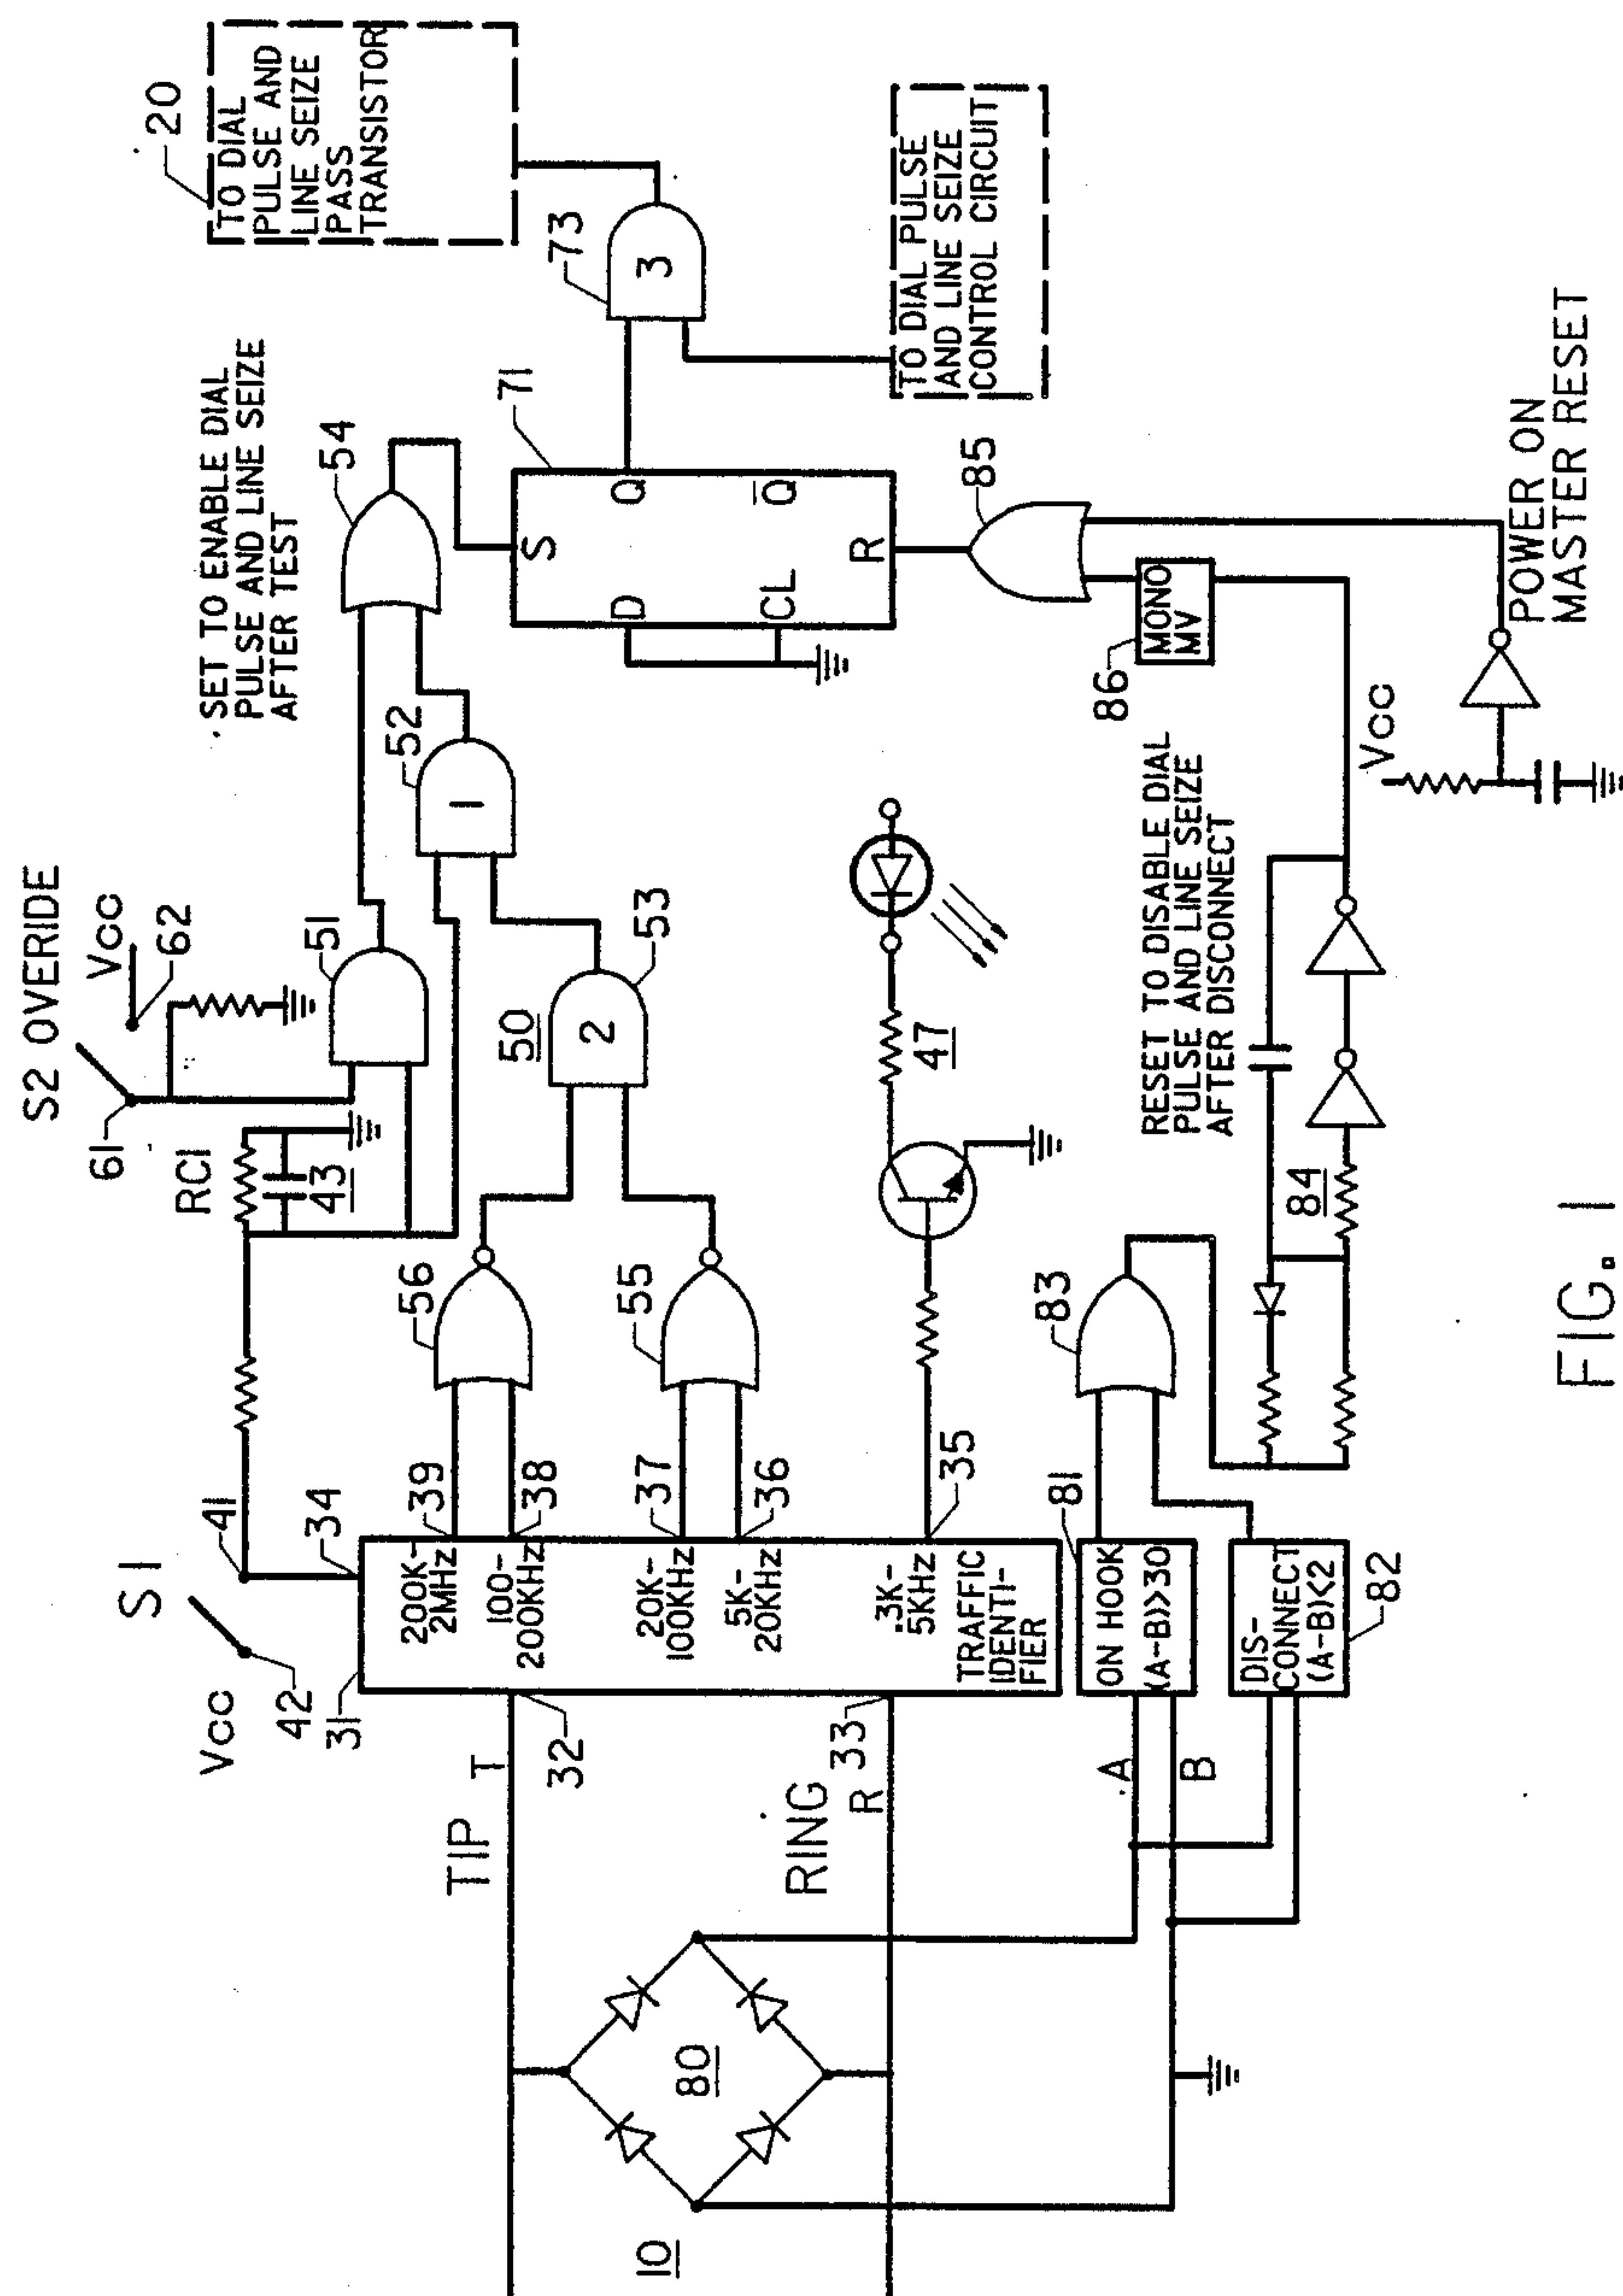 S2 OVERIDE
Vcc
62
61
RC1
43
51
SET TO ENABLE DIAL
PULSE AND LINE SEIZE
AFTER TEST
54
52
1
50
53
2
20
TO DIAL
PULSE AND
LINE SEIZE
PASS
TRANSISTOR
73
3
TO DIAL PULSE
AND LINE SEIZE
CONTROL CIRCUIT
71
S
D
Q
CL
Q̅
R
85
MONO
MV
86
POWER ON
MASTER RESET
Vcc
S1
Vcc
42
41
34
31
200K-
2MHz
39
100-
200KHz
38
20K-
100KHz
37
5K-
20KHz
36
.3K-
5KHz
35
TRAFFIC
IDENTI-
FIER
56
55
47
TIP
T
32
RING
R
33
80
10
A
B
81
ON HOOK
(A-B)>>30
DIS-
CONNECT
(A-B)<2
82
83
84
RESET TO DISABLE DIAL
PULSE AND LINE SEIZE
AFTER DISCONNECT
FIG. 1